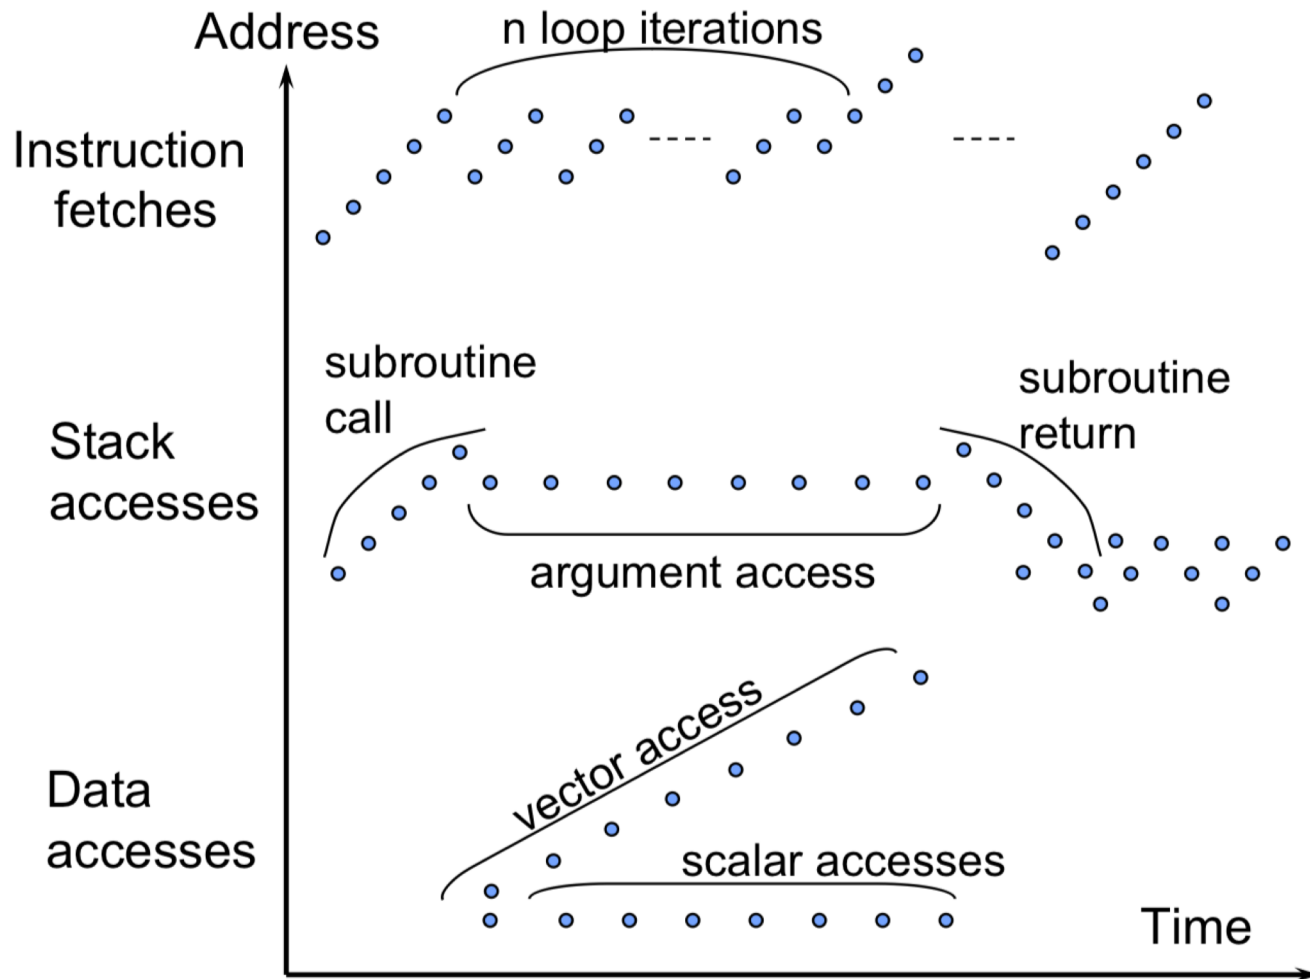 Address
n loop iterations
Instruction
fetches
subroutine
call
subroutine
return
Stack
accesses
argument access
vector access
Data
accesses
scalar accesses
Time